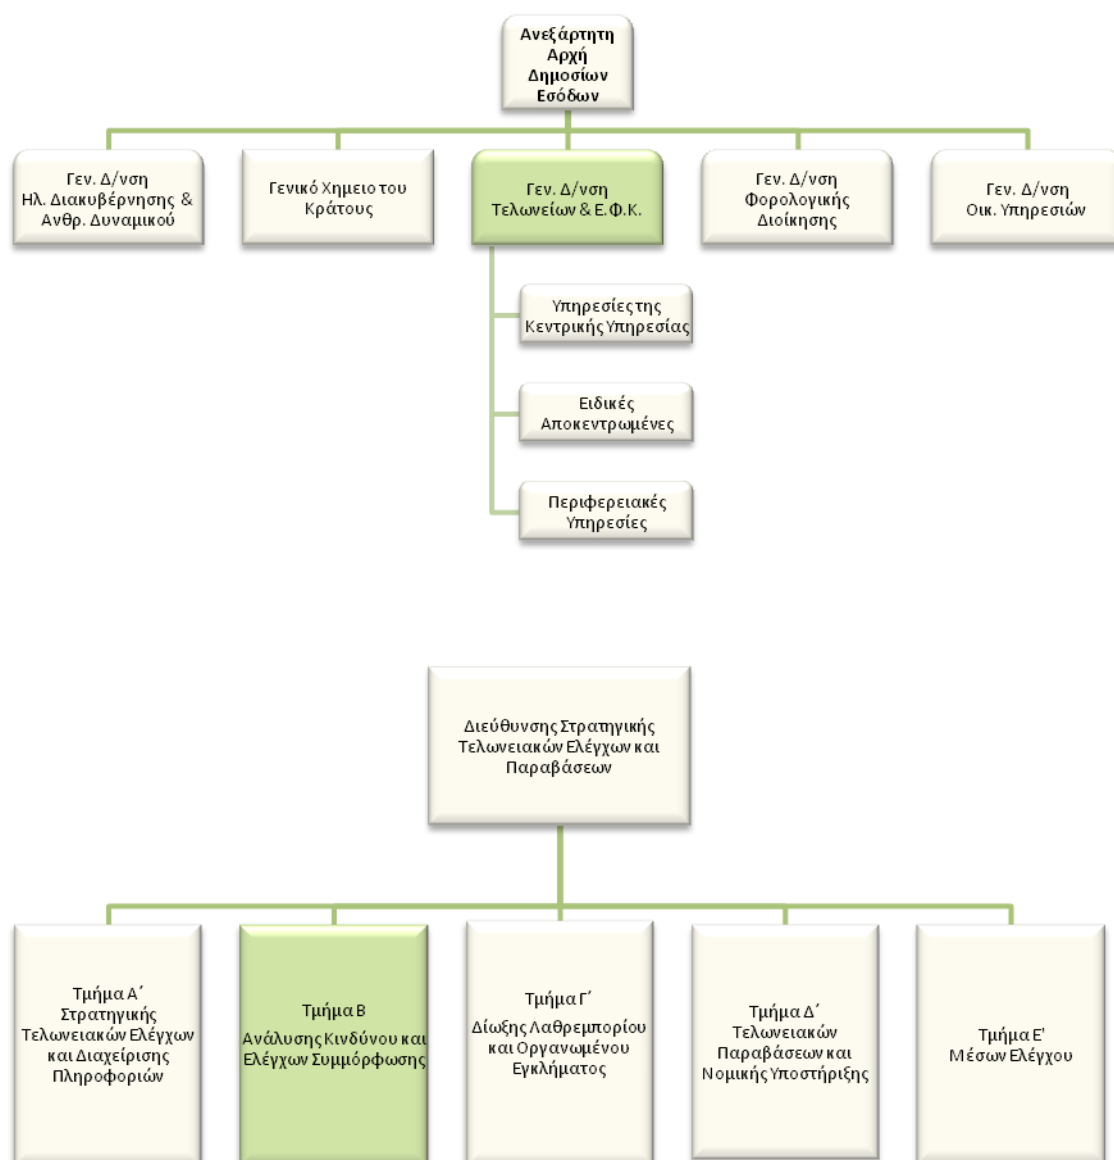 Ανεξάρτητη
Αρχή
Δημοσίων
Εσόδων
Γεν. Δ/νση
Ηλ. Διακυβέρνησης &
Ανθρ. Δυναμικού
Γενικό Χημειο του
Κράτους
Γεν. Δ/νση
Τελωνείων & Ε.Φ.Κ.
Γεν. Δ/νση
Φορολογικής
Διοίκησης
Γεν. Δ/νση
Οικ. Υπηρεσιών
Υπηρεσίες της
Κεντρικής Υπηρεσίας
Ειδικές
Αποκεντρωμένες
Περιφερειακές
Υπηρεσίες
Διεύθυνσης Στρατηγικής
Τελωνειακών Ελέγχων και
Παραβάσεων
Τμήμα Α΄
Στρατηγικής
Τελωνειακών Ελέγχων
και Διαχείρισης
Πληροφοριών
Τμήμα Β
Ανάλυσης Κινδύνου και
Ελέγχων Συμμόρφωσης
Τμήμα Γ΄
Δίωξης Λαθρεμπορίου
και Οργανωμένου
Εγκλήματος
Τμήμα Δ΄
Τελωνειακών
Παραβάσεων και
Νομικής Υποστήριξης
Τμήμα Ε'
Μέσων Ελέγχου